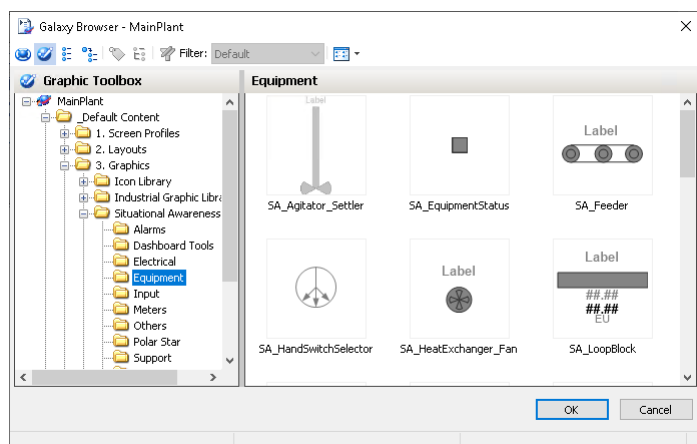 Galaxy Browser - MainPlant
Filter: Default
Graphic Toolbox
MainPlant
_Default Content
1. Screen Profiles
2. Layouts
3. Graphics
Icon Library
Industrial Graphic Libra
Situational Awareness
Alarms
Dashboard Tools
Electrical
Equipment
Input
Meters
Others
Polar Star
Support
Equipment
Label
SA_Agitator_Settler
SA_EquipmentStatus
Label
SA_Feeder
SA_HandSwitchSelector
Label
SA_HeatExchanger_Fan
Label
##.##
##.##
EU
SA_LoopBlock
OK
Cancel